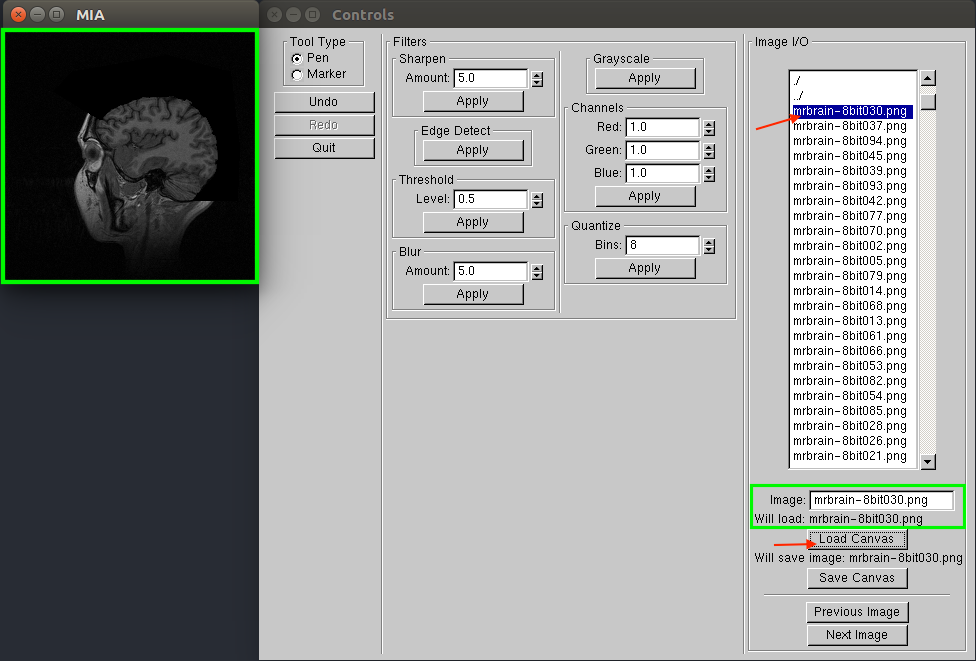 MIA
Controls
Tool Type
Pen
Marker
Undo
Redo
Quit
Filters
Sharpen
Amount: 5.0
Apply
Edge Detect
Apply
Threshold
Level: 0.5
Apply
Blur
Amount: 5.0
Apply
Grayscale
Apply
Channels
Red: 1.0
Green: 1.0
Blue: 1.0
Apply
Quantize
Bins: 8
Apply
Image I/O
./
../
mrbrain-8bit030.png
mrbrain-8bit037.png
mrbrain-8bit094.png
mrbrain-8bit045.png
mrbrain-8bit039.png
mrbrain-8bit093.png
mrbrain-8bit042.png
mrbrain-8bit077.png
mrbrain-8bit070.png
mrbrain-8bit002.png
mrbrain-8bit005.png
mrbrain-8bit079.png
mrbrain-8bit014.png
mrbrain-8bit068.png
mrbrain-8bit013.png
mrbrain-8bit061.png
mrbrain-8bit066.png
mrbrain-8bit053.png
mrbrain-8bit082.png
mrbrain-8bit054.png
mrbrain-8bit085.png
mrbrain-8bit028.png
mrbrain-8bit026.png
mrbrain-8bit021.png
Image: mrbrain-8bit030.png
Will load: mrbrain-8bit030.png
Load Canvas
Will save image: mrbrain-8bit030.png
Save Canvas
Previous Image
Next Image